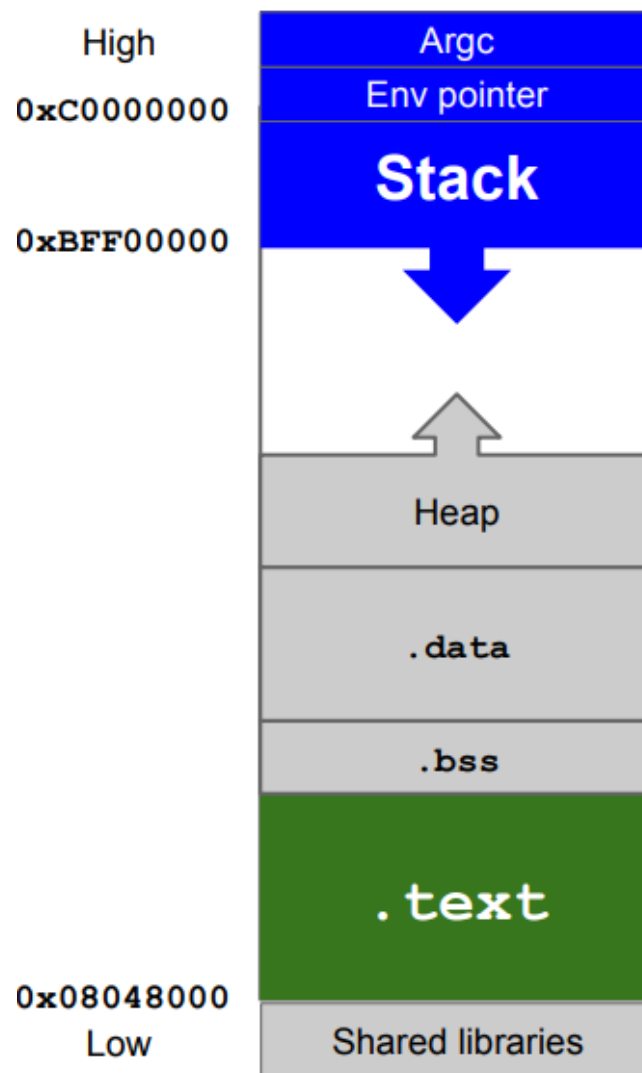 High
Argc
0xC0000000
Env pointer
Stack
0xBFF00000
Heap
.data
.bss
.text
0x08048000
Low
Shared libraries